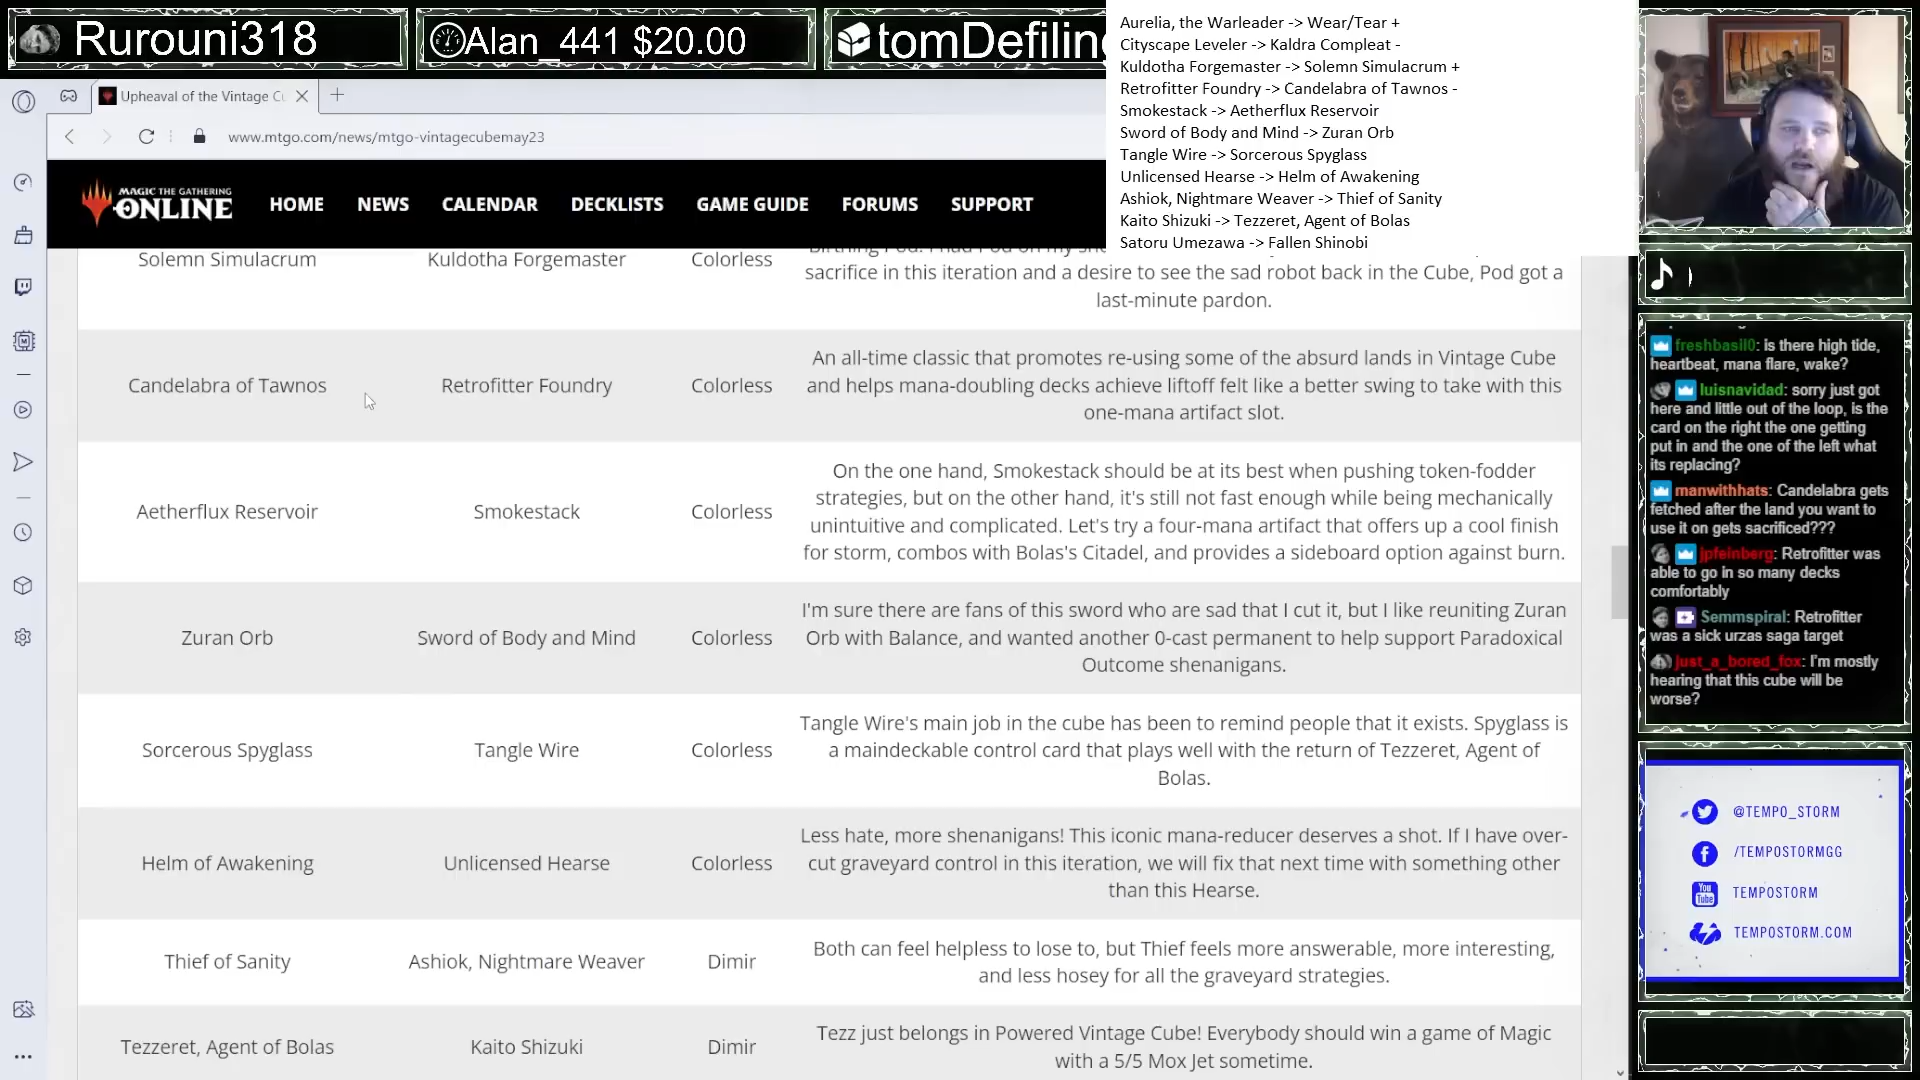 Rurouni318
Alan_441 $20.00
tomDefilin
Aurelia, the Warleader -> Wear/Tear +
Cityscape Leveler -> Kaldra Compleat -
Kuldotha Forgemaster -> Solemn Simulacrum +
Retrofitter Foundry -> Candelabra of Tawnos -
Smokestack -> Aetherflux Reservoir
Sword of Body and Mind -> Zuran Orb
Tangle Wire -> Sorcerous Spyglass
Unlicensed Hearse -> Helm of Awakening
Ashiok, Nightmare Weaver -> Thief of Sanity
Kaito Shizuki -> Tezzeret, Agent of Bolas
Satoru Umezawa -> Fallen Shinobi
Upheaval of the Vintage Cu
www.mtgo.com/news/mtgo-vintagecubemay23
MAGIC THE GATHERING
ONLINE
HOME NEWS CALENDAR DECKLISTS GAME GUIDE FORUMS SUPPORT
Solemn Simulacrum Kuldotha Forgemaster Colorless
sacrifice in this iteration and a desire to see the sad robot back in the Cube, Pod got a
last-minute pardon.
Candelabra of Tawnos Retrofitter Foundry Colorless
An all-time classic that promotes re-using some of the absurd lands in Vintage Cube
and helps mana-doubling decks achieve liftoff felt like a better swing to take with this
one-mana artifact slot.
Aetherflux Reservoir Smokestack Colorless
On the one hand, Smokestack should be at its best when pushing token-fodder
strategies, but on the other hand, it's still not fast enough while being mechanically
unintuitive and complicated. Let's try a four-mana artifact that offers up a cool finish
for storm, combos with Bolas's Citadel, and provides a sideboard option against burn.
Zuran Orb Sword of Body and Mind Colorless
I'm sure there are fans of this sword who are sad that I cut it, but I like reuniting Zuran
Orb with Balance, and wanted another 0-cast permanent to help support Paradoxical
Outcome shenanigans.
Sorcerous Spyglass Tangle Wire Colorless
Tangle Wire's main job in the cube has been to remind people that it exists. Spyglass is
a maindeckable control card that plays well with the return of Tezzeret, Agent of
Bolas.
Helm of Awakening Unlicensed Hearse Colorless
Less hate, more shenanigans! This iconic mana-reducer deserves a shot. If I have over-
cut graveyard control in this iteration, we will fix that next time with something other
than this Hearse.
Thief of Sanity Ashiok, Nightmare Weaver Dimir
Both can feel helpless to lose to, but Thief feels more answerable, more interesting,
and less hosey for all the graveyard strategies.
Tezzeret, Agent of Bolas Kaito Shizuki Dimir
Tezz just belongs in Powered Vintage Cube! Everybody should win a game of Magic
with a 5/5 Mox Jet sometime.
freshbasil0: is there high tide,
heartbeat, mana flare, wake?
luisnavidad: sorry just got
here and little out of the loop, is the
card on the right the one getting
put in and the one of the left what
its replacing?
manwithhats: Candelabra gets
fetched after the land you want to
use it on gets sacrificed???
jpfeinberg: Retrofitter was
able to go in so many decks
comfortably
Semmspiral: Retrofitter
was a sick urzas saga target
just_a_bored_fox: I'm mostly
hearing that this cube will be
worse?
@TEMPO_STORM
/TEMPOSTORMGG
You Tube TEMPOSTORM
TEMPOSTORM.COM